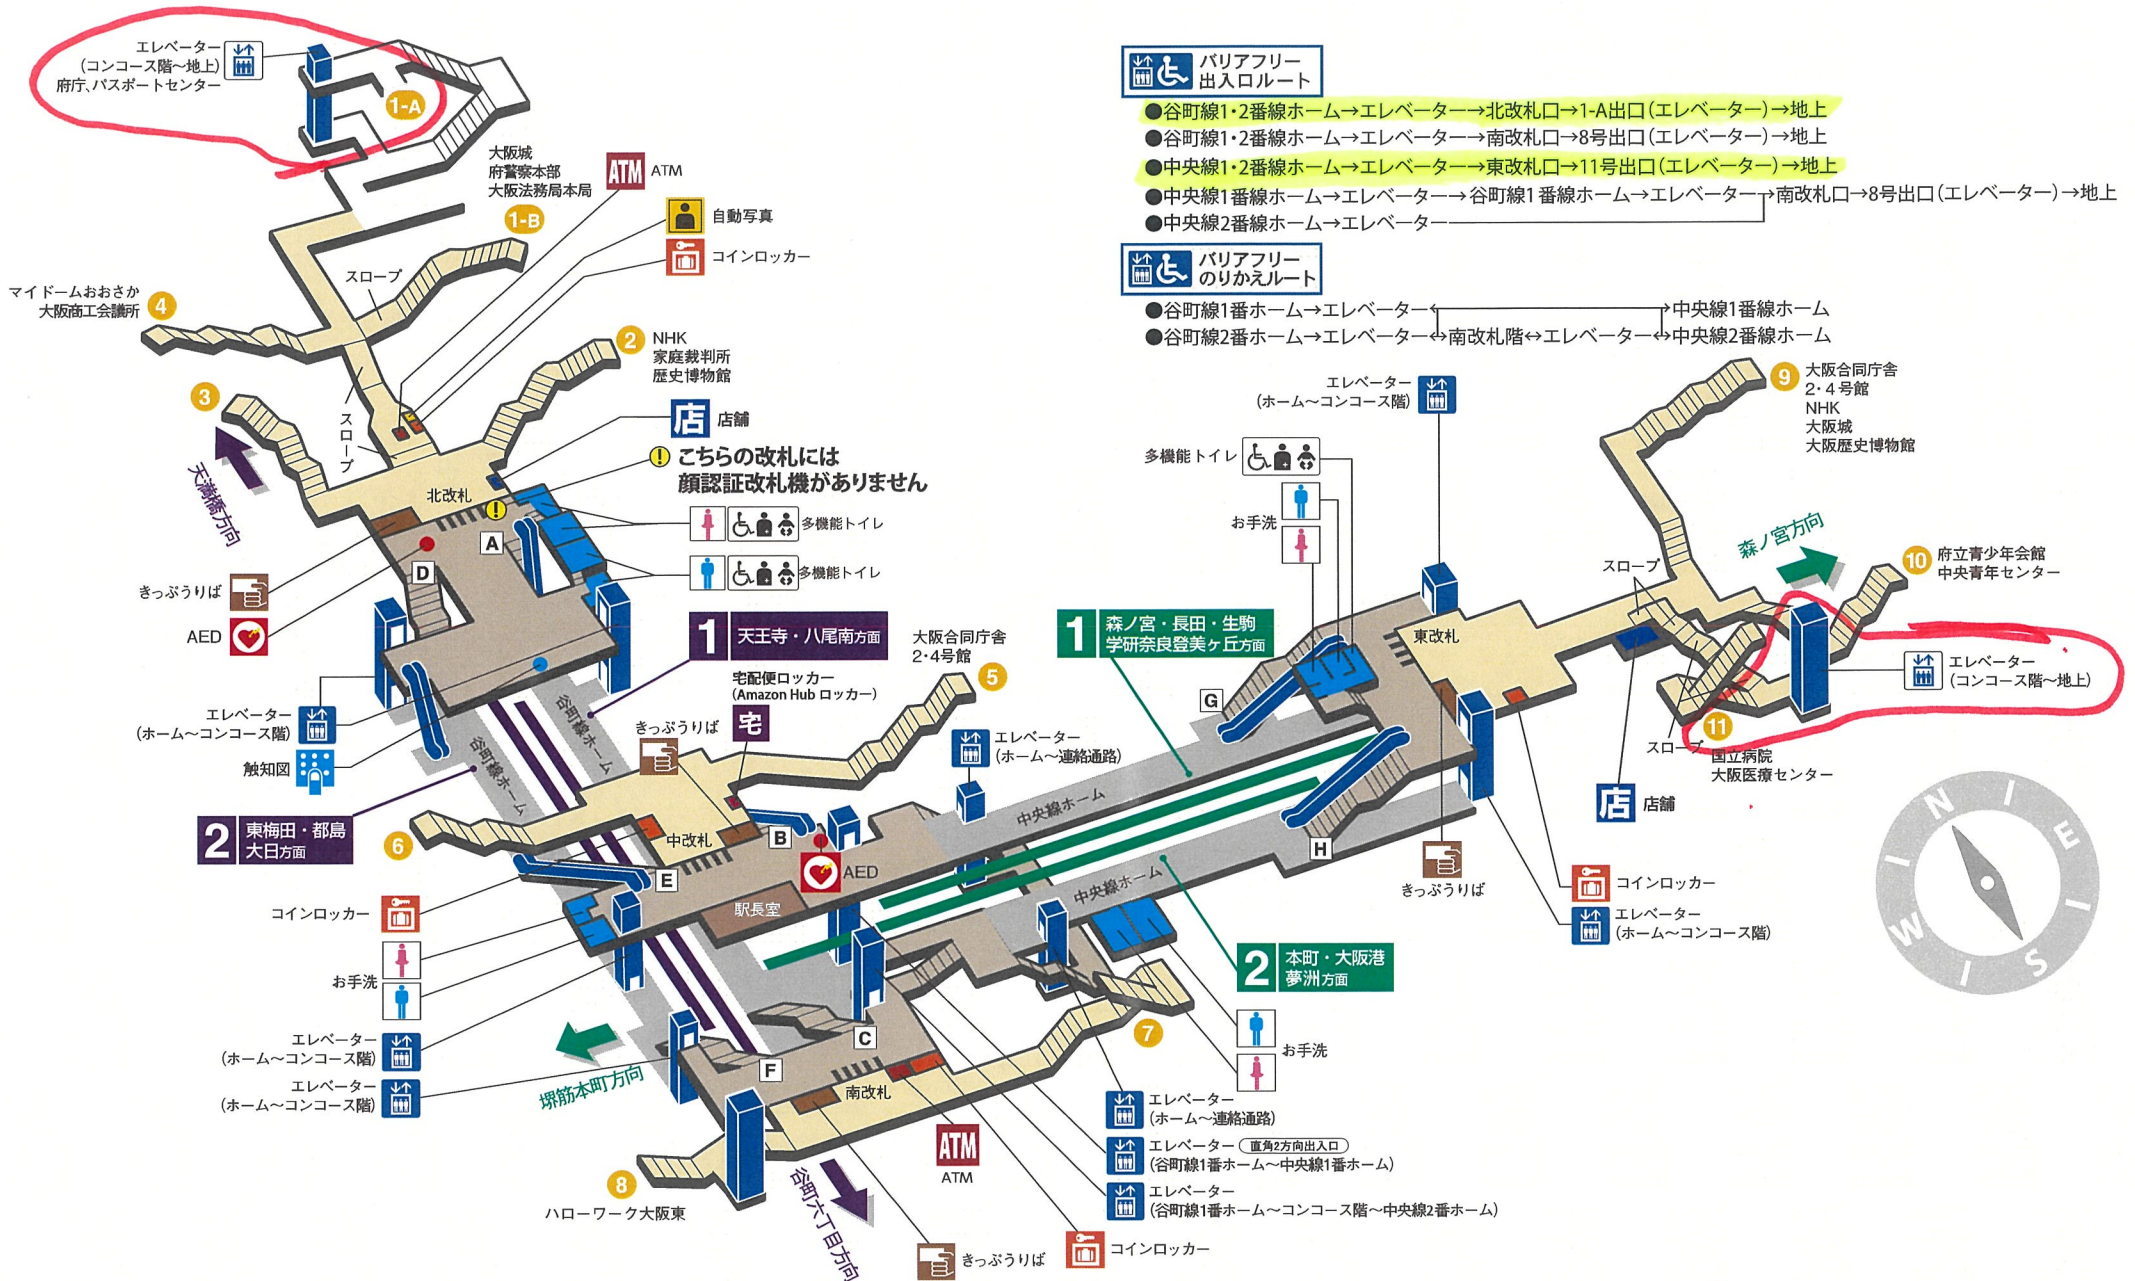 エレベーター
(コンコース階～地上)
府庁、パスポートセンター
1-A
大阪城
府警察本部
大阪法務局本局
1-B
ATM
ATM
自動写真
コインロッカー
スロープ
マイドームおおさか
大阪商工会議所
4
2
NHK
家庭裁判所
歴史博物館
3
スロープ
店
店舗
天満橋方向
! こちらの改札には
顔認証改札機がありません
北改札
!
A
多機能トイレ
D
多機能トイレ
きっぷうりば
AED
1
天王寺・八尾南方面
大阪合同庁舎
2・4号館
5
宅配便ロッカー
(Amazon Hub ロッカー)
宅
きっぷうりば
エレベーター
(ホーム～コンコース階)
触知図
谷町線ホーム
谷町線ホーム
2
東梅田・都島
大日方面
6
中改札
B
E
AED
駅長室
コインロッカー
お手洗
エレベーター
(ホーム～コンコース階)
エレベーター
(ホーム～コンコース階)
堺筋本町方向
C
F
南改札
8
ハローワーク大阪東
谷町六丁目方向
ATM
ATM
きっぷうりば
コインロッカー
バリアフリー
出入口ルート
●谷町線1・2番線ホーム→エレベーター→北改札口→1-A出口(エレベーター)→地上
●谷町線1・2番線ホーム→エレベーター→南改札口→8号出口(エレベーター)→地上
●中央線1・2番線ホーム→エレベーター→東改札口→11号出口(エレベーター)→地上
●中央線1番線ホーム→エレベーター→谷町線1番線ホーム→エレベーター→南改札口→8号出口(エレベーター)→地上
●中央線2番線ホーム→エレベーター
バリアフリー
のりかえルート
●谷町線1番ホーム→エレベーター↔中央線1番線ホーム
●谷町線2番ホーム→エレベーター↔南改札階↔エレベーター↔中央線2番線ホーム
エレベーター
(ホーム～コンコース階)
多機能トイレ
お手洗
9
大阪合同庁舎
2・4号館
NHK
大阪城
大阪歴史博物館
森ノ宮方向
スロープ
10
府立青少年会館
中央青年センター
1
森ノ宮・長田・生駒
学研奈良登美ヶ丘方面
東改札
G
エレベーター
(コンコース階～地上)
11
スロープ
国立病院
大阪医療センター
店
店舗
エレベーター
(ホーム～連絡通路)
中央線ホーム
中央線ホーム
H
きっぷうりば
コインロッカー
エレベーター
(ホーム～コンコース階)
2
本町・大阪港
夢洲方面
7
お手洗
エレベーター
(ホーム～連絡通路)
エレベーター 直角2方向出入口
(谷町線1番ホーム～中央線1番ホーム)
エレベーター
(谷町線1番ホーム～コンコース階～中央線2番ホーム)
N
E
S
W